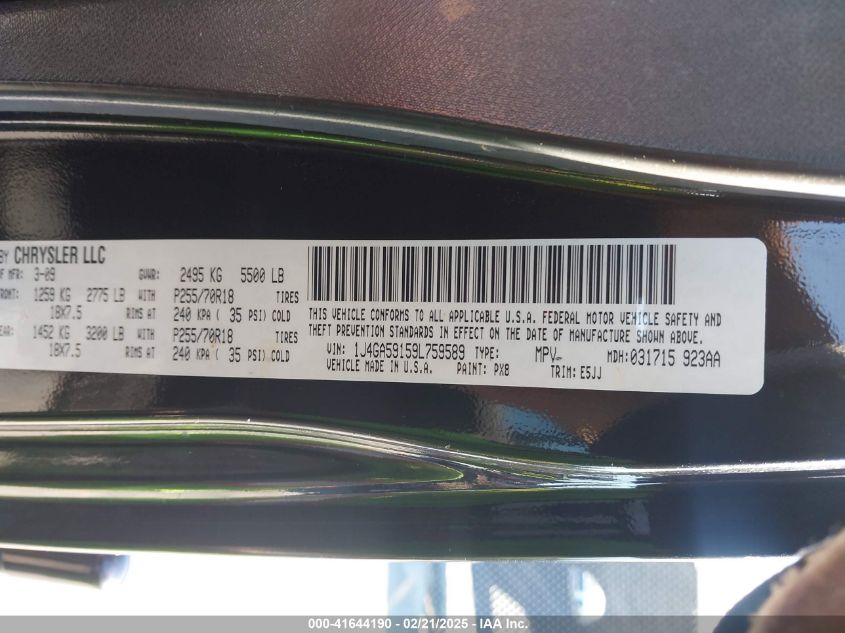 BY CHRYSLER LLC
OF MFR: 3-09 GVWR: 2495 KG 5500 LB
FRONT: 1259 KG 2775 LB WITH P255/70R18 TIRES
18X7.5 RIMS AT 240 KPA ( 35 PSI) COLD
REAR: 1452 KG 3200 LB WITH P255/70R18 TIRES
18X7.5 RIMS AT 240 KPA ( 35 PSI) COLD
THIS VEHICLE CONFORMS TO ALL APPLICABLE U.S.A. FEDERAL MOTOR VEHICLE SAFETY AND
THEFT PREVENTION STANDARDS IN EFFECT ON THE DATE OF MANUFACTURE SHOWN ABOVE.
VIN: 1J4GA59159L759589 TYPE: MPV MDH: 031715 923AA
VEHICLE MADE IN U.S.A. PAINT: PX8 TRIM: E5JJ
000-41644190 - 02/21/2025 - IAA Inc.